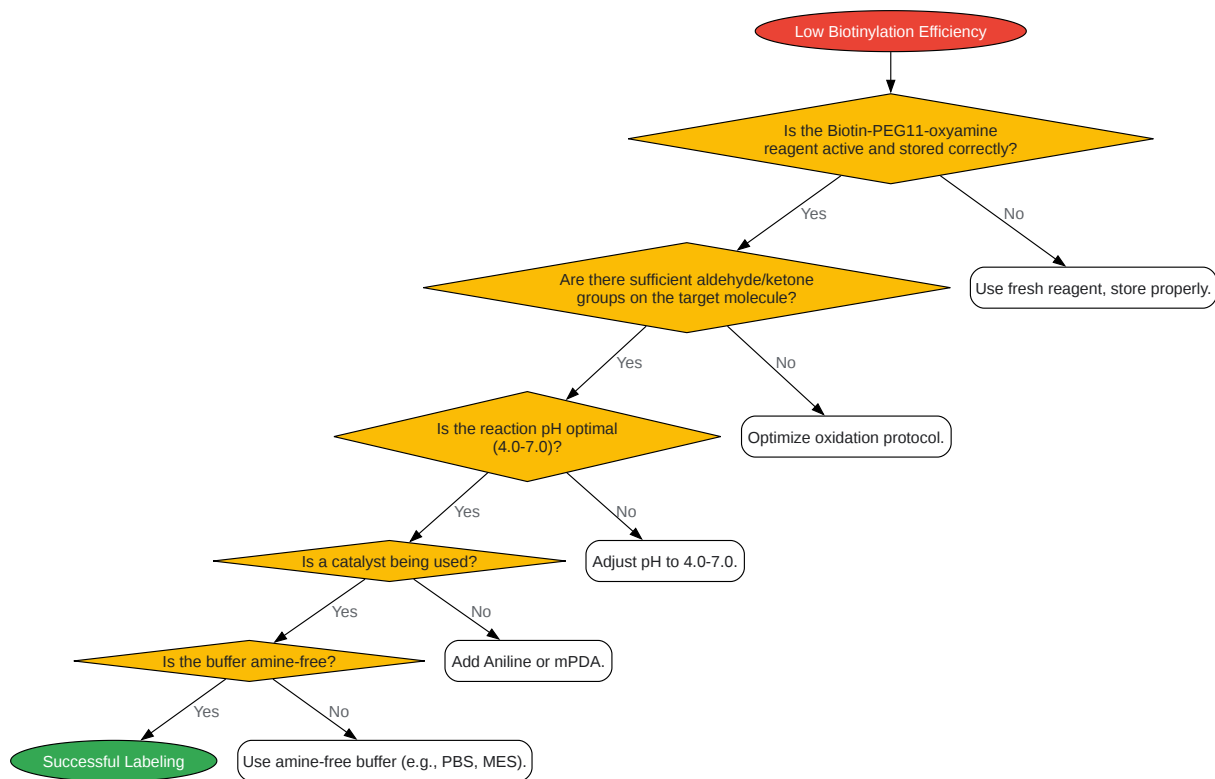 Low Biotinylation Efficiency
Is the Biotin-PEG11-oxyamine
reagent active and stored correctly?
Yes
No
Are there sufficient aldehyde/ketone
groups on the target molecule?
Use fresh reagent, store properly.
Yes
No
Is the reaction pH optimal
(4.0-7.0)?
Optimize oxidation protocol.
Yes
No
Is a catalyst being used?
Adjust pH to 4.0-7.0.
Yes
No
Is the buffer amine-free?
Add Aniline or mPDA.
Yes
No
Successful Labeling
Use amine-free buffer (e.g., PBS, MES).